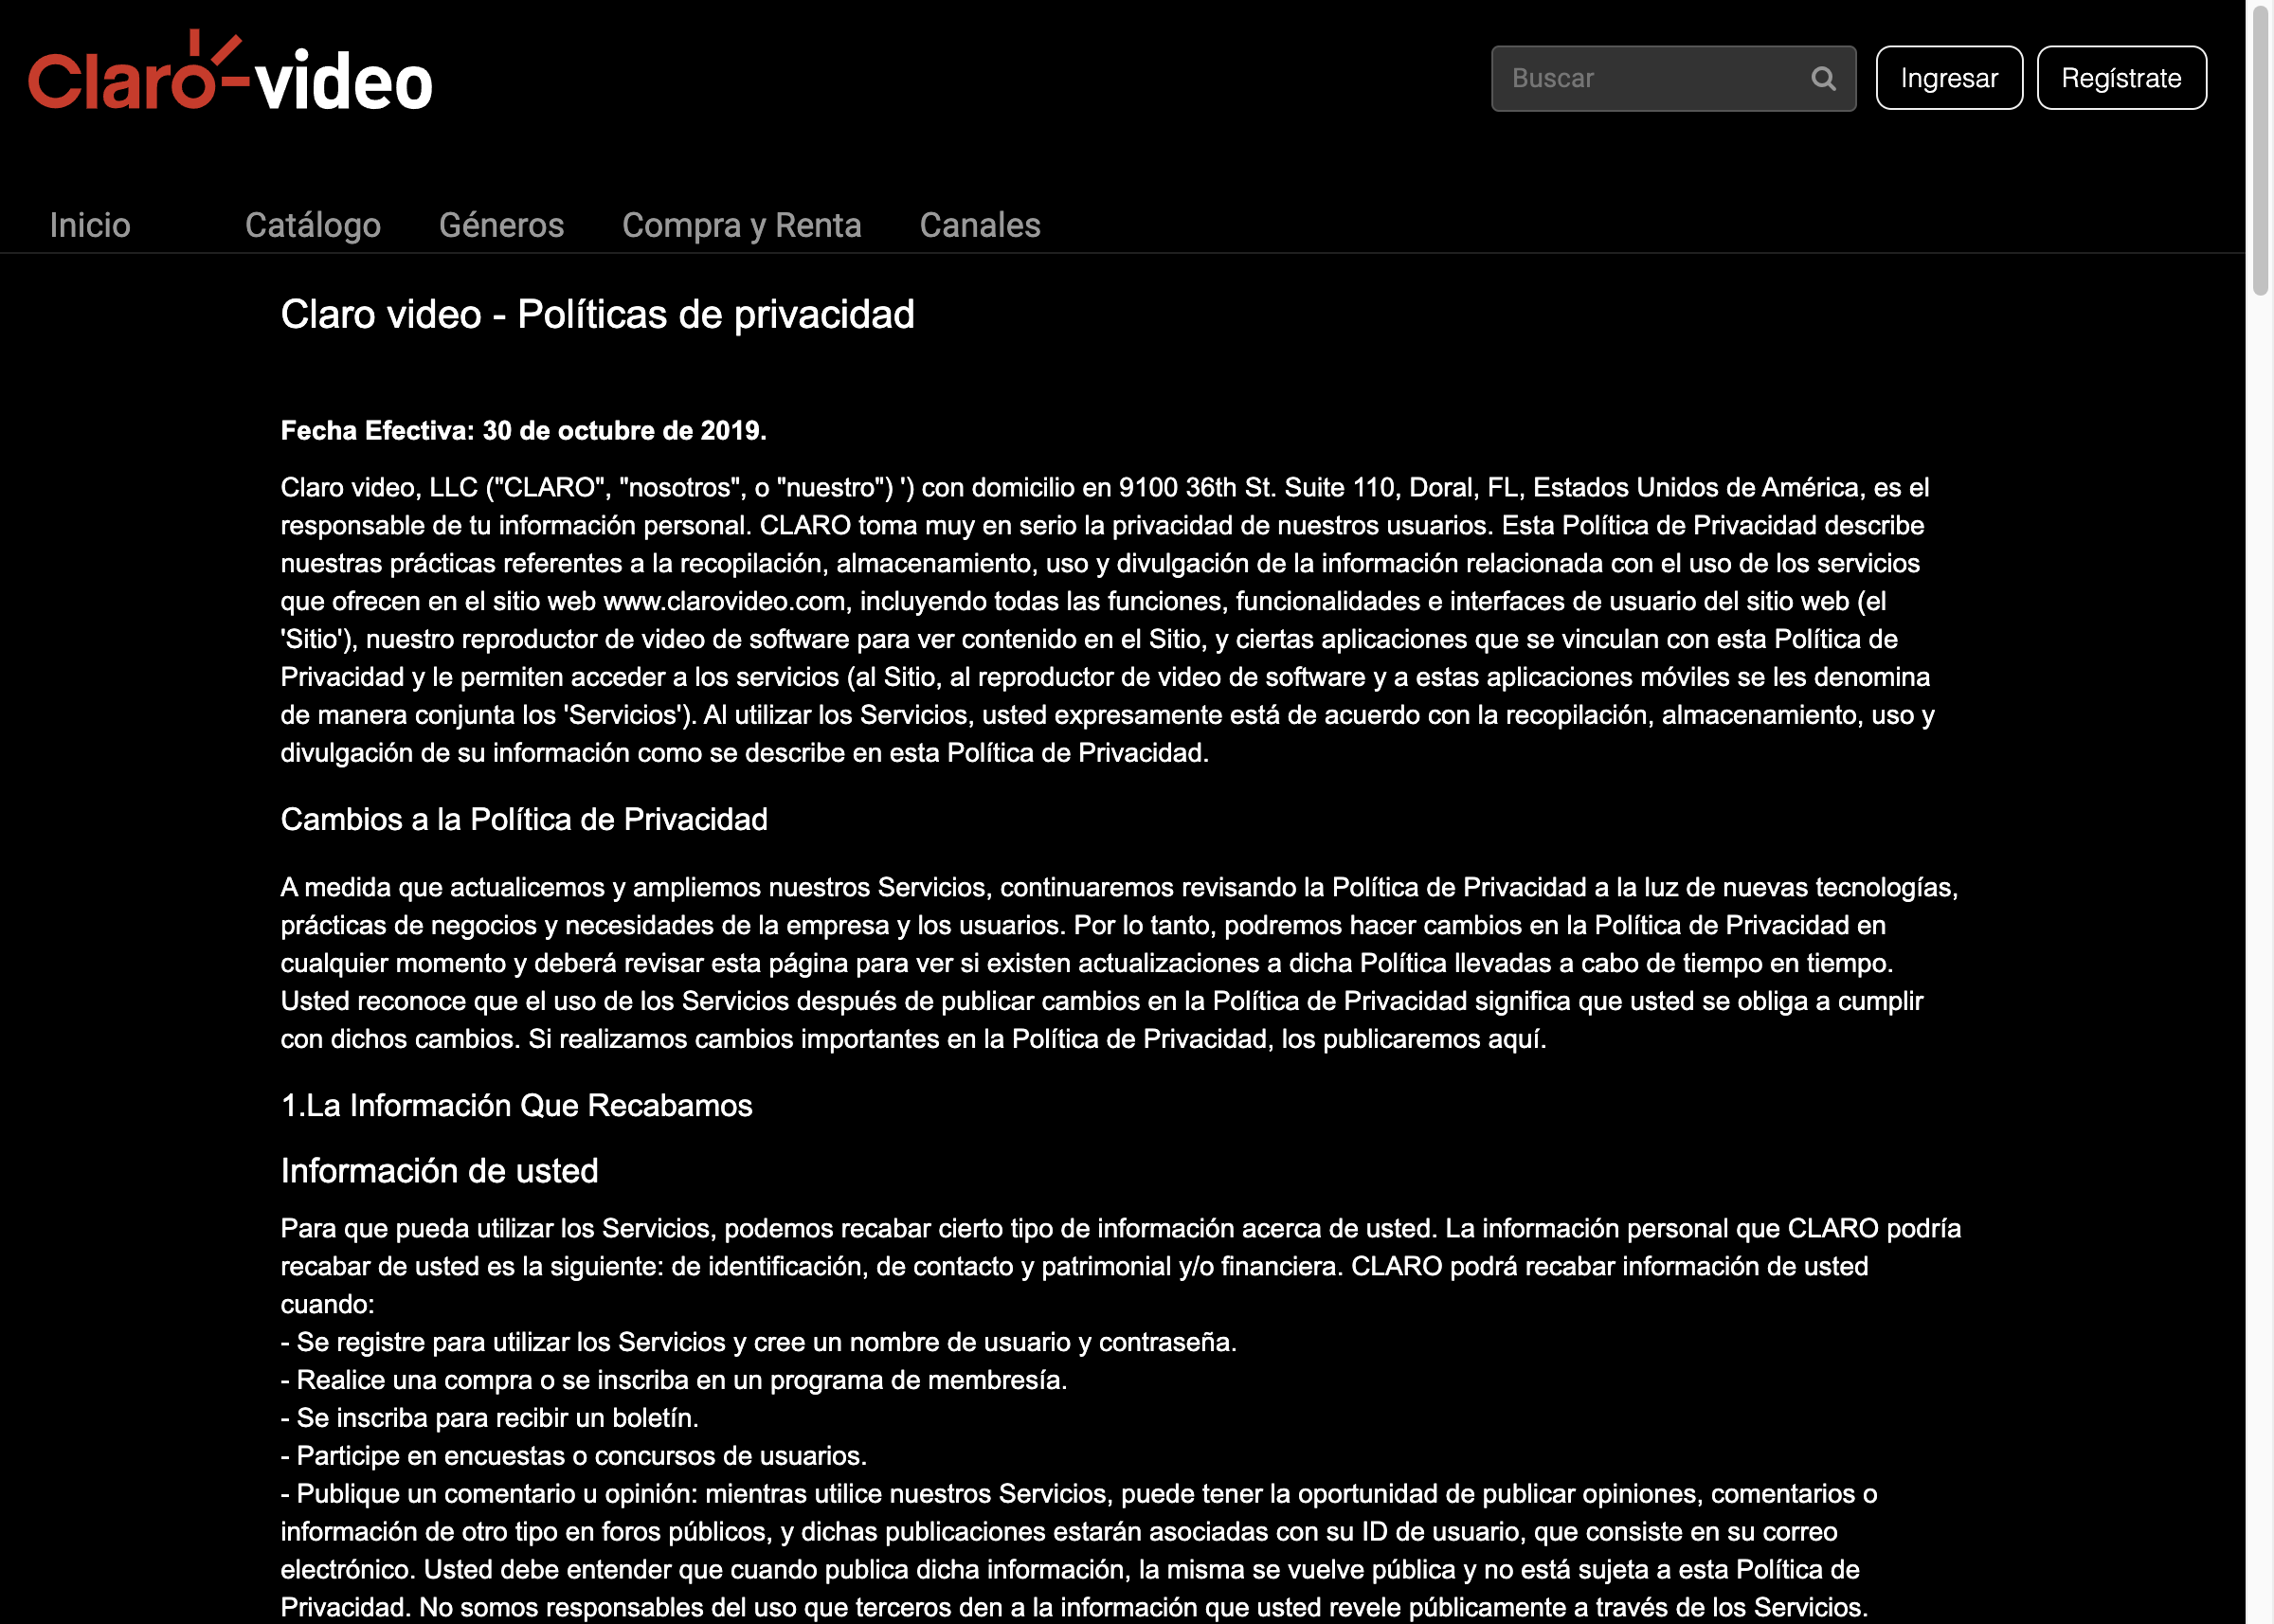 Claro-video
Buscar
Ingresar
Regístrate
Inicio
Catálogo
Géneros
Compra y Renta
Canales
Claro video - Políticas de privacidad
Fecha Efectiva: 30 de octubre de 2019.
Claro video, LLC ("CLARO", "nosotros", o "nuestro") ') con domicilio en 9100 36th St. Suite 110, Doral, FL, Estados Unidos de América, es el
responsable de tu información personal. CLARO toma muy en serio la privacidad de nuestros usuarios. Esta Política de Privacidad describe
nuestras prácticas referentes a la recopilación, almacenamiento, uso y divulgación de la información relacionada con el uso de los servicios
que ofrecen en el sitio web www.clarovideo.com, incluyendo todas las funciones, funcionalidades e interfaces de usuario del sitio web (el
'Sitio'), nuestro reproductor de video de software para ver contenido en el Sitio, y ciertas aplicaciones que se vinculan con esta Política de
Privacidad y le permiten acceder a los servicios (al Sitio, al reproductor de video de software y a estas aplicaciones móviles se les denomina
de manera conjunta los 'Servicios'). Al utilizar los Servicios, usted expresamente está de acuerdo con la recopilación, almacenamiento, uso y
divulgación de su información como se describe en esta Política de Privacidad.
Cambios a la Política de Privacidad
A medida que actualicemos y ampliemos nuestros Servicios, continuaremos revisando la Política de Privacidad a la luz de nuevas tecnologías,
prácticas de negocios y necesidades de la empresa y los usuarios. Por lo tanto, podremos hacer cambios en la Política de Privacidad en
cualquier momento y deberá revisar esta página para ver si existen actualizaciones a dicha Política llevadas a cabo de tiempo en tiempo.
Usted reconoce que el uso de los Servicios después de publicar cambios en la Política de Privacidad significa que usted se obliga a cumplir
con dichos cambios. Si realizamos cambios importantes en la Política de Privacidad, los publicaremos aquí.
1.La Información Que Recabamos
Información de usted
Para que pueda utilizar los Servicios, podemos recabar cierto tipo de información acerca de usted. La información personal que CLARO podría
recabar de usted es la siguiente: de identificación, de contacto y patrimonial y/o financiera. CLARO podrá recabar información de usted
cuando:
- Se registre para utilizar los Servicios y cree un nombre de usuario y contraseña.
- Realice una compra o se inscriba en un programa de membresía.
- Se inscriba para recibir un boletín.
- Participe en encuestas o concursos de usuarios.
- Publique un comentario u opinión: mientras utilice nuestros Servicios, puede tener la oportunidad de publicar opiniones, comentarios o
información de otro tipo en foros públicos, y dichas publicaciones estarán asociadas con su ID de usuario, que consiste en su correo
electrónico. Usted debe entender que cuando publica dicha información, la misma se vuelve pública y no está sujeta a esta Política de
Privacidad. No somos responsables del uso que terceros den a la información que usted revele públicamente a través de los Servicios.